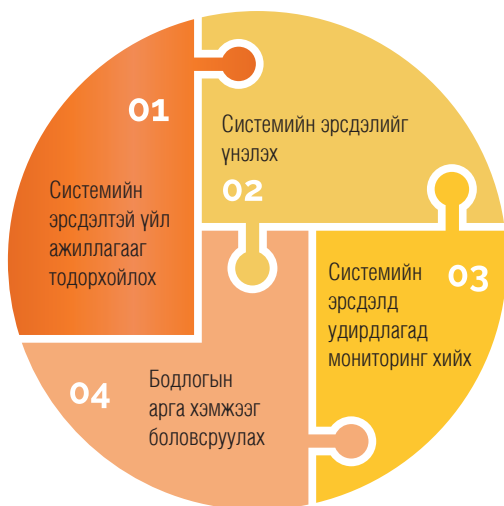 01
Системийн
эрсдэлтэй үйл
ажиллагааг
тодорхойлох
Системийн эрсдэлийг
үнэлэх
02
Системийн
эрсдэлд
удирдлагад
мониторинг хийх
03
04
Бодлогын
арга хэмжээг
боловсруулах